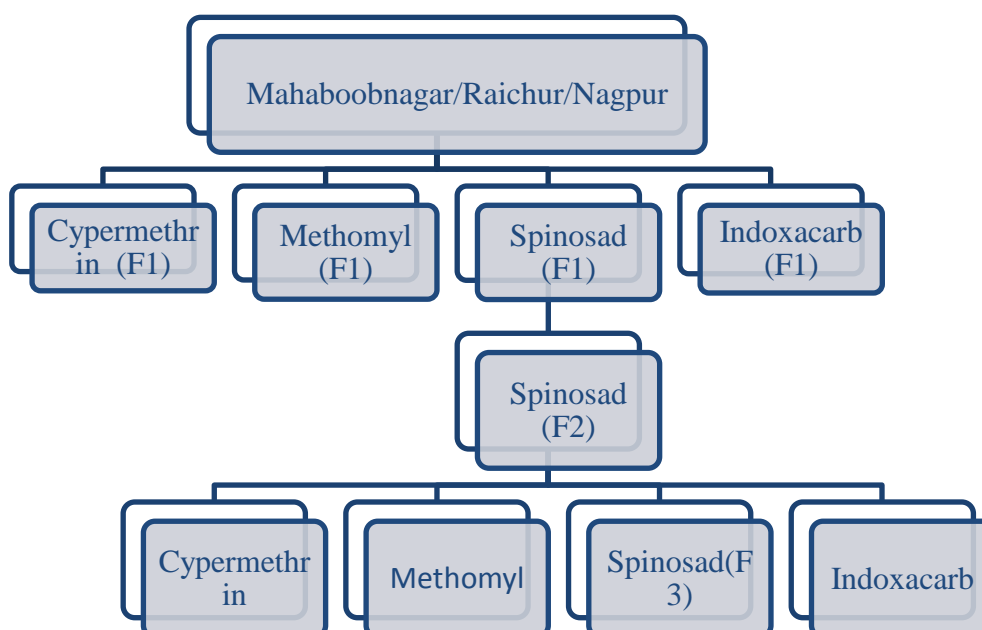 Mahaboobnagar/Raichur/Nagpur
Cypermethr
in (F1)
Methomyl
(F1)
Spinosad
(F1)
Indoxacarb
(F1)
Spinosad
(F2)
Cypermethr
in
Methomyl
Spinosad(F
3)
Indoxacarb